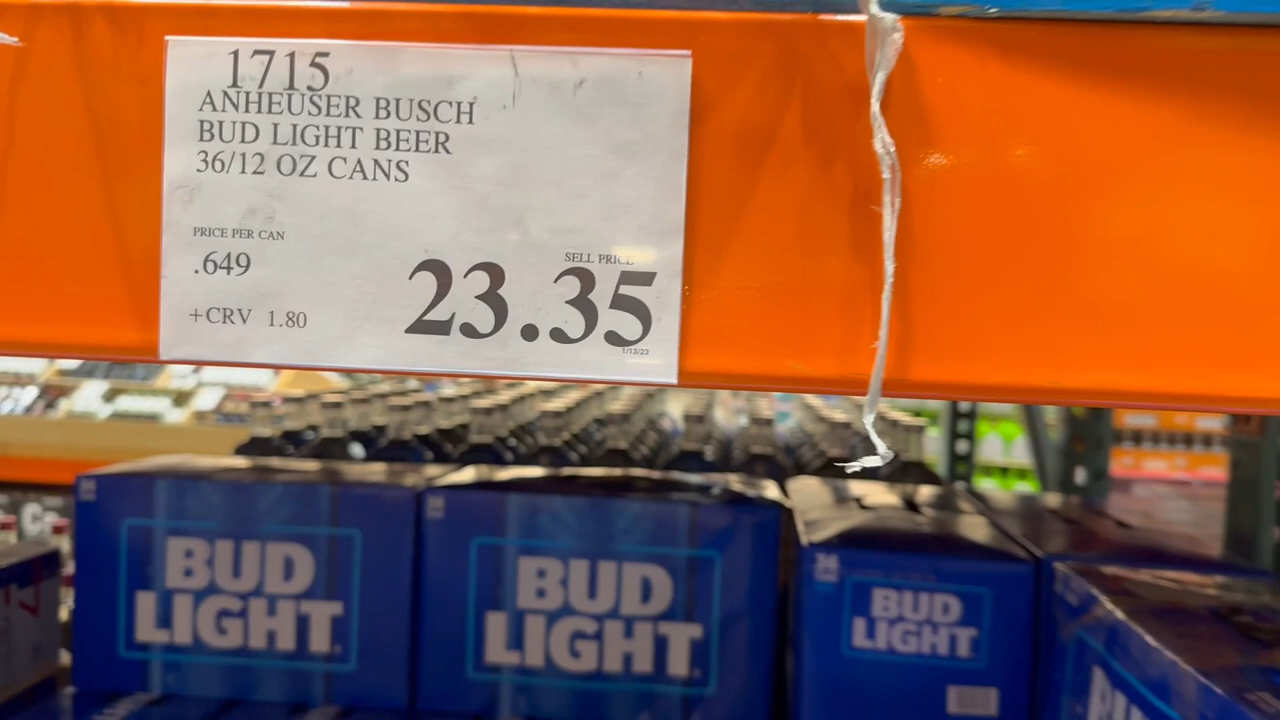 1715
ANHEUSER BUSCH
BUD LIGHT BEER
36/12 OZ CANS
PRICE PER CAN
.649
SELL PRICE
23.35
+CRV 1.80
1/13/23
BUD
LIGHT
BUD
LIGHT
36
BUD
LIGHT